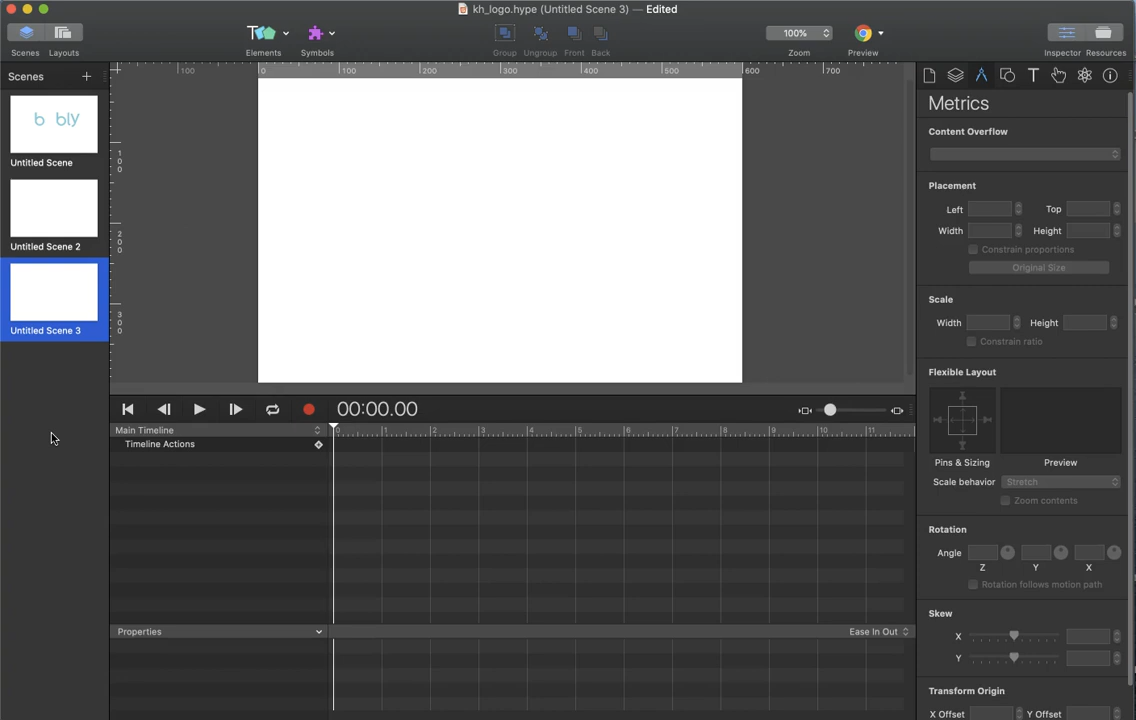 kh_logo.hype (Untitled Scene 3) — Edited
Scenes
Layouts
Elements
Symbols
Group
Ungroup
Front
Back
100%
Zoom
Preview
Inspector
Resources
Scenes
100
0
100
200
300
400
500
600
700
b bly
Untitled Scene
Untitled Scene 2
Untitled Scene 3
100
200
300
Metrics
Content Overflow
Placement
Left
Top
Width
Height
Constrain proportions
Original Size
Scale
Width
Height
Constrain ratio
Flexible Layout
Pins & Sizing
Preview
Scale behavior
Stretch
Zoom contents
Rotation
Angle
Z
Y
X
Rotation follows motion path
Skew
X
Y
Transform Origin
X Offset
Y Offset
00:00.00
Main Timeline
0 1 2 3 4 5 6 7 8 9 10 11
Timeline Actions
Properties
Ease In Out